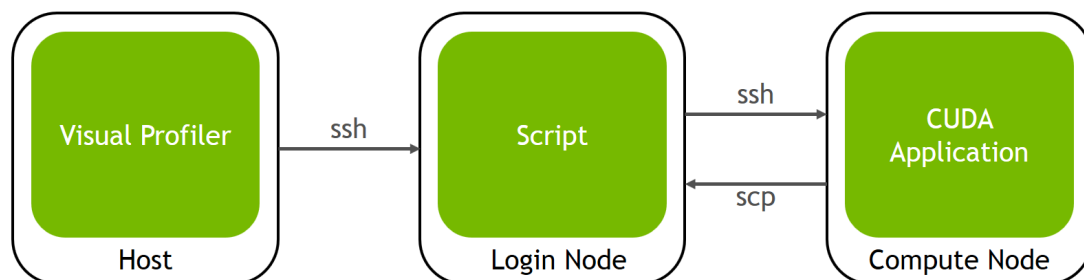 Visual Profiler
Host
ssh
Script
Login Node
ssh
scp
CUDA
Application
Compute Node